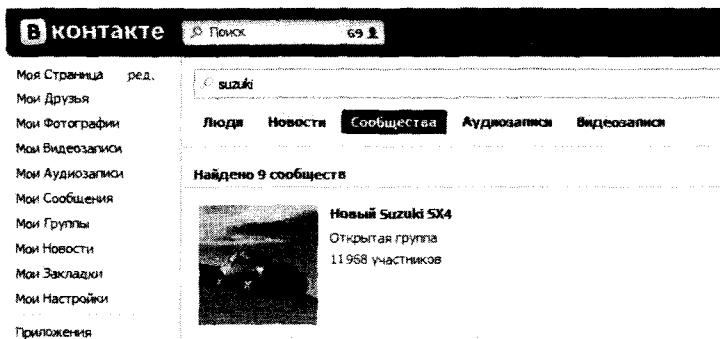 В контакте
Поиск 69
Моя Страница ред.
Мои Друзья
Мои Фотографии
Мои Видеозаписи
Мои Аудиозаписи
Мои Сообщения
Мои Группы
Мои Новости
Мои Закладки
Мои Настройки
Приложения
suzuki
Люди Новости Сообщества Аудиозаписи Видеозаписи
Найдено 9 сообществ
Новый Suzuki SX4
Открытая группа
11968 участников